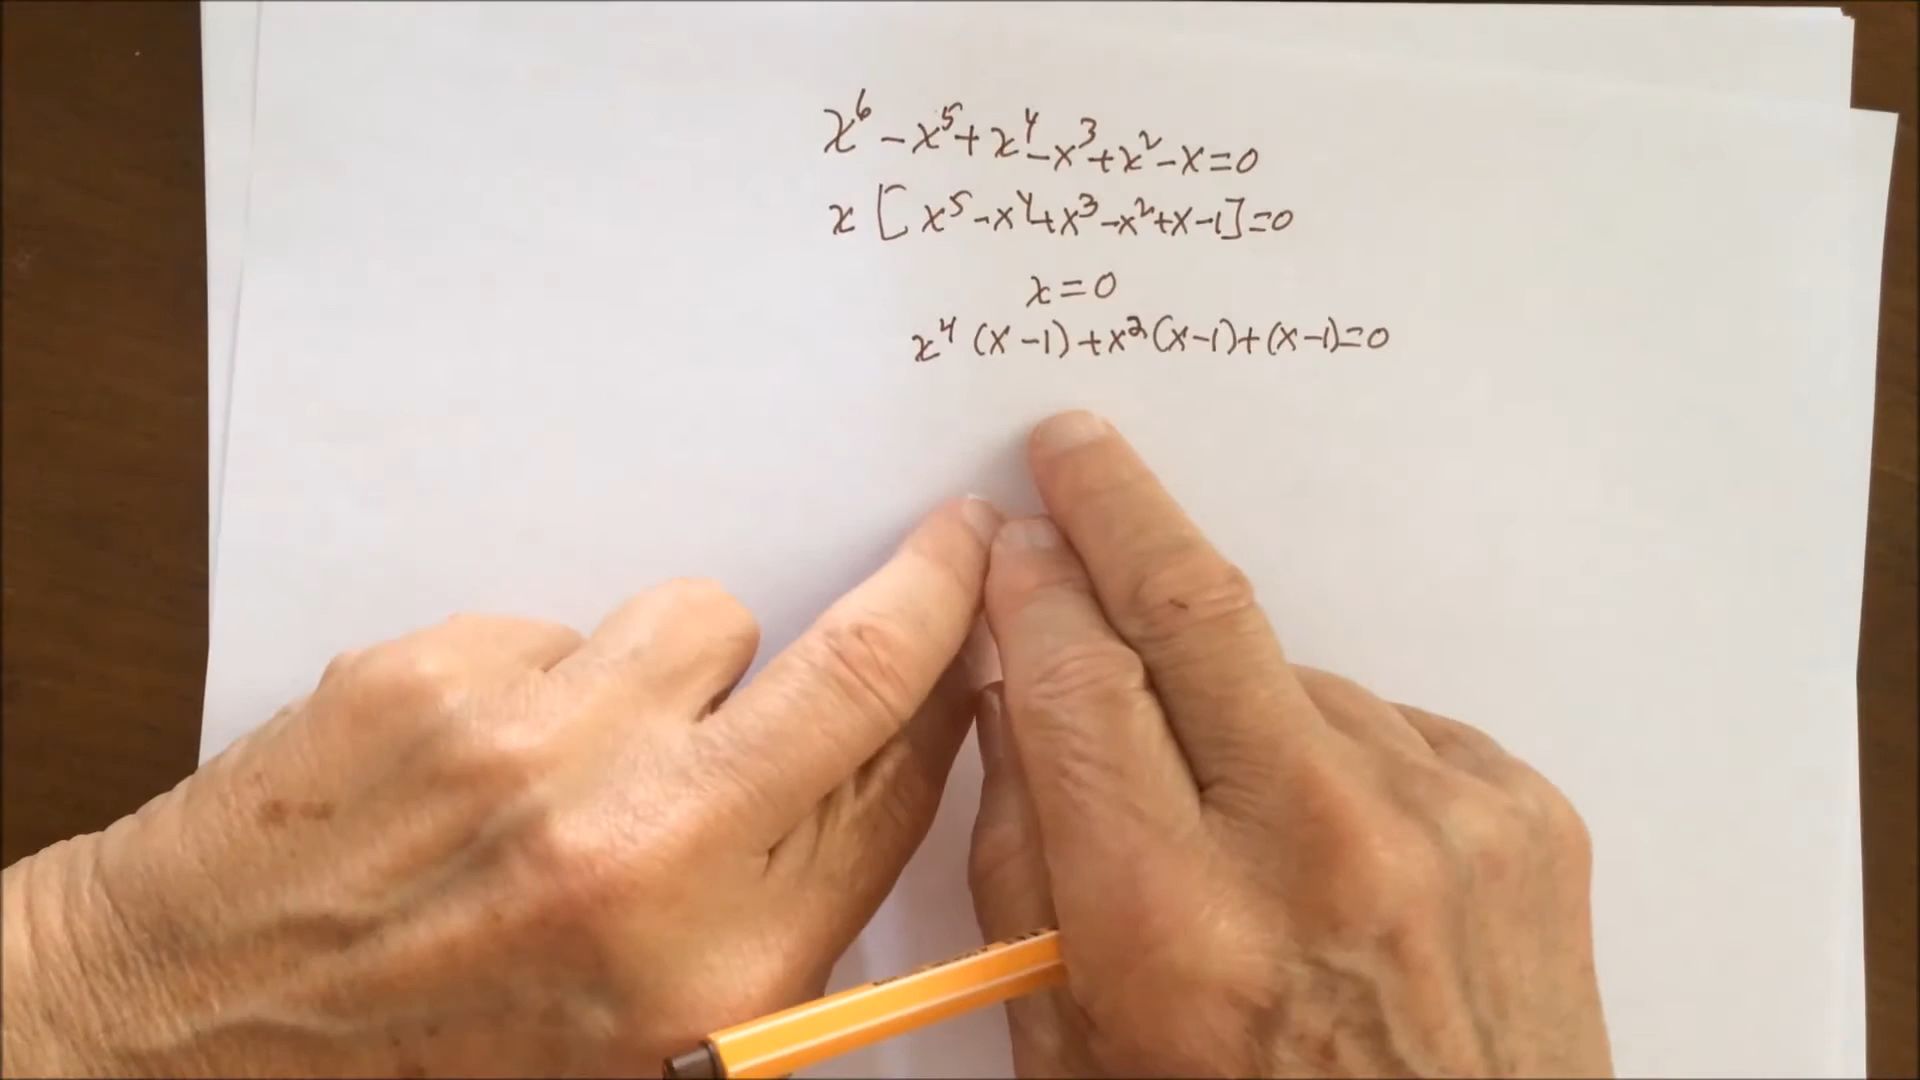 x⁶ - x⁵ + x⁴ - x³ + x² - x = 0
x [ x⁵ - x⁴ + x³ - x² + x - 1 ] = 0
x = 0
x⁴ (x - 1) + x² (x - 1) + (x - 1) = 0